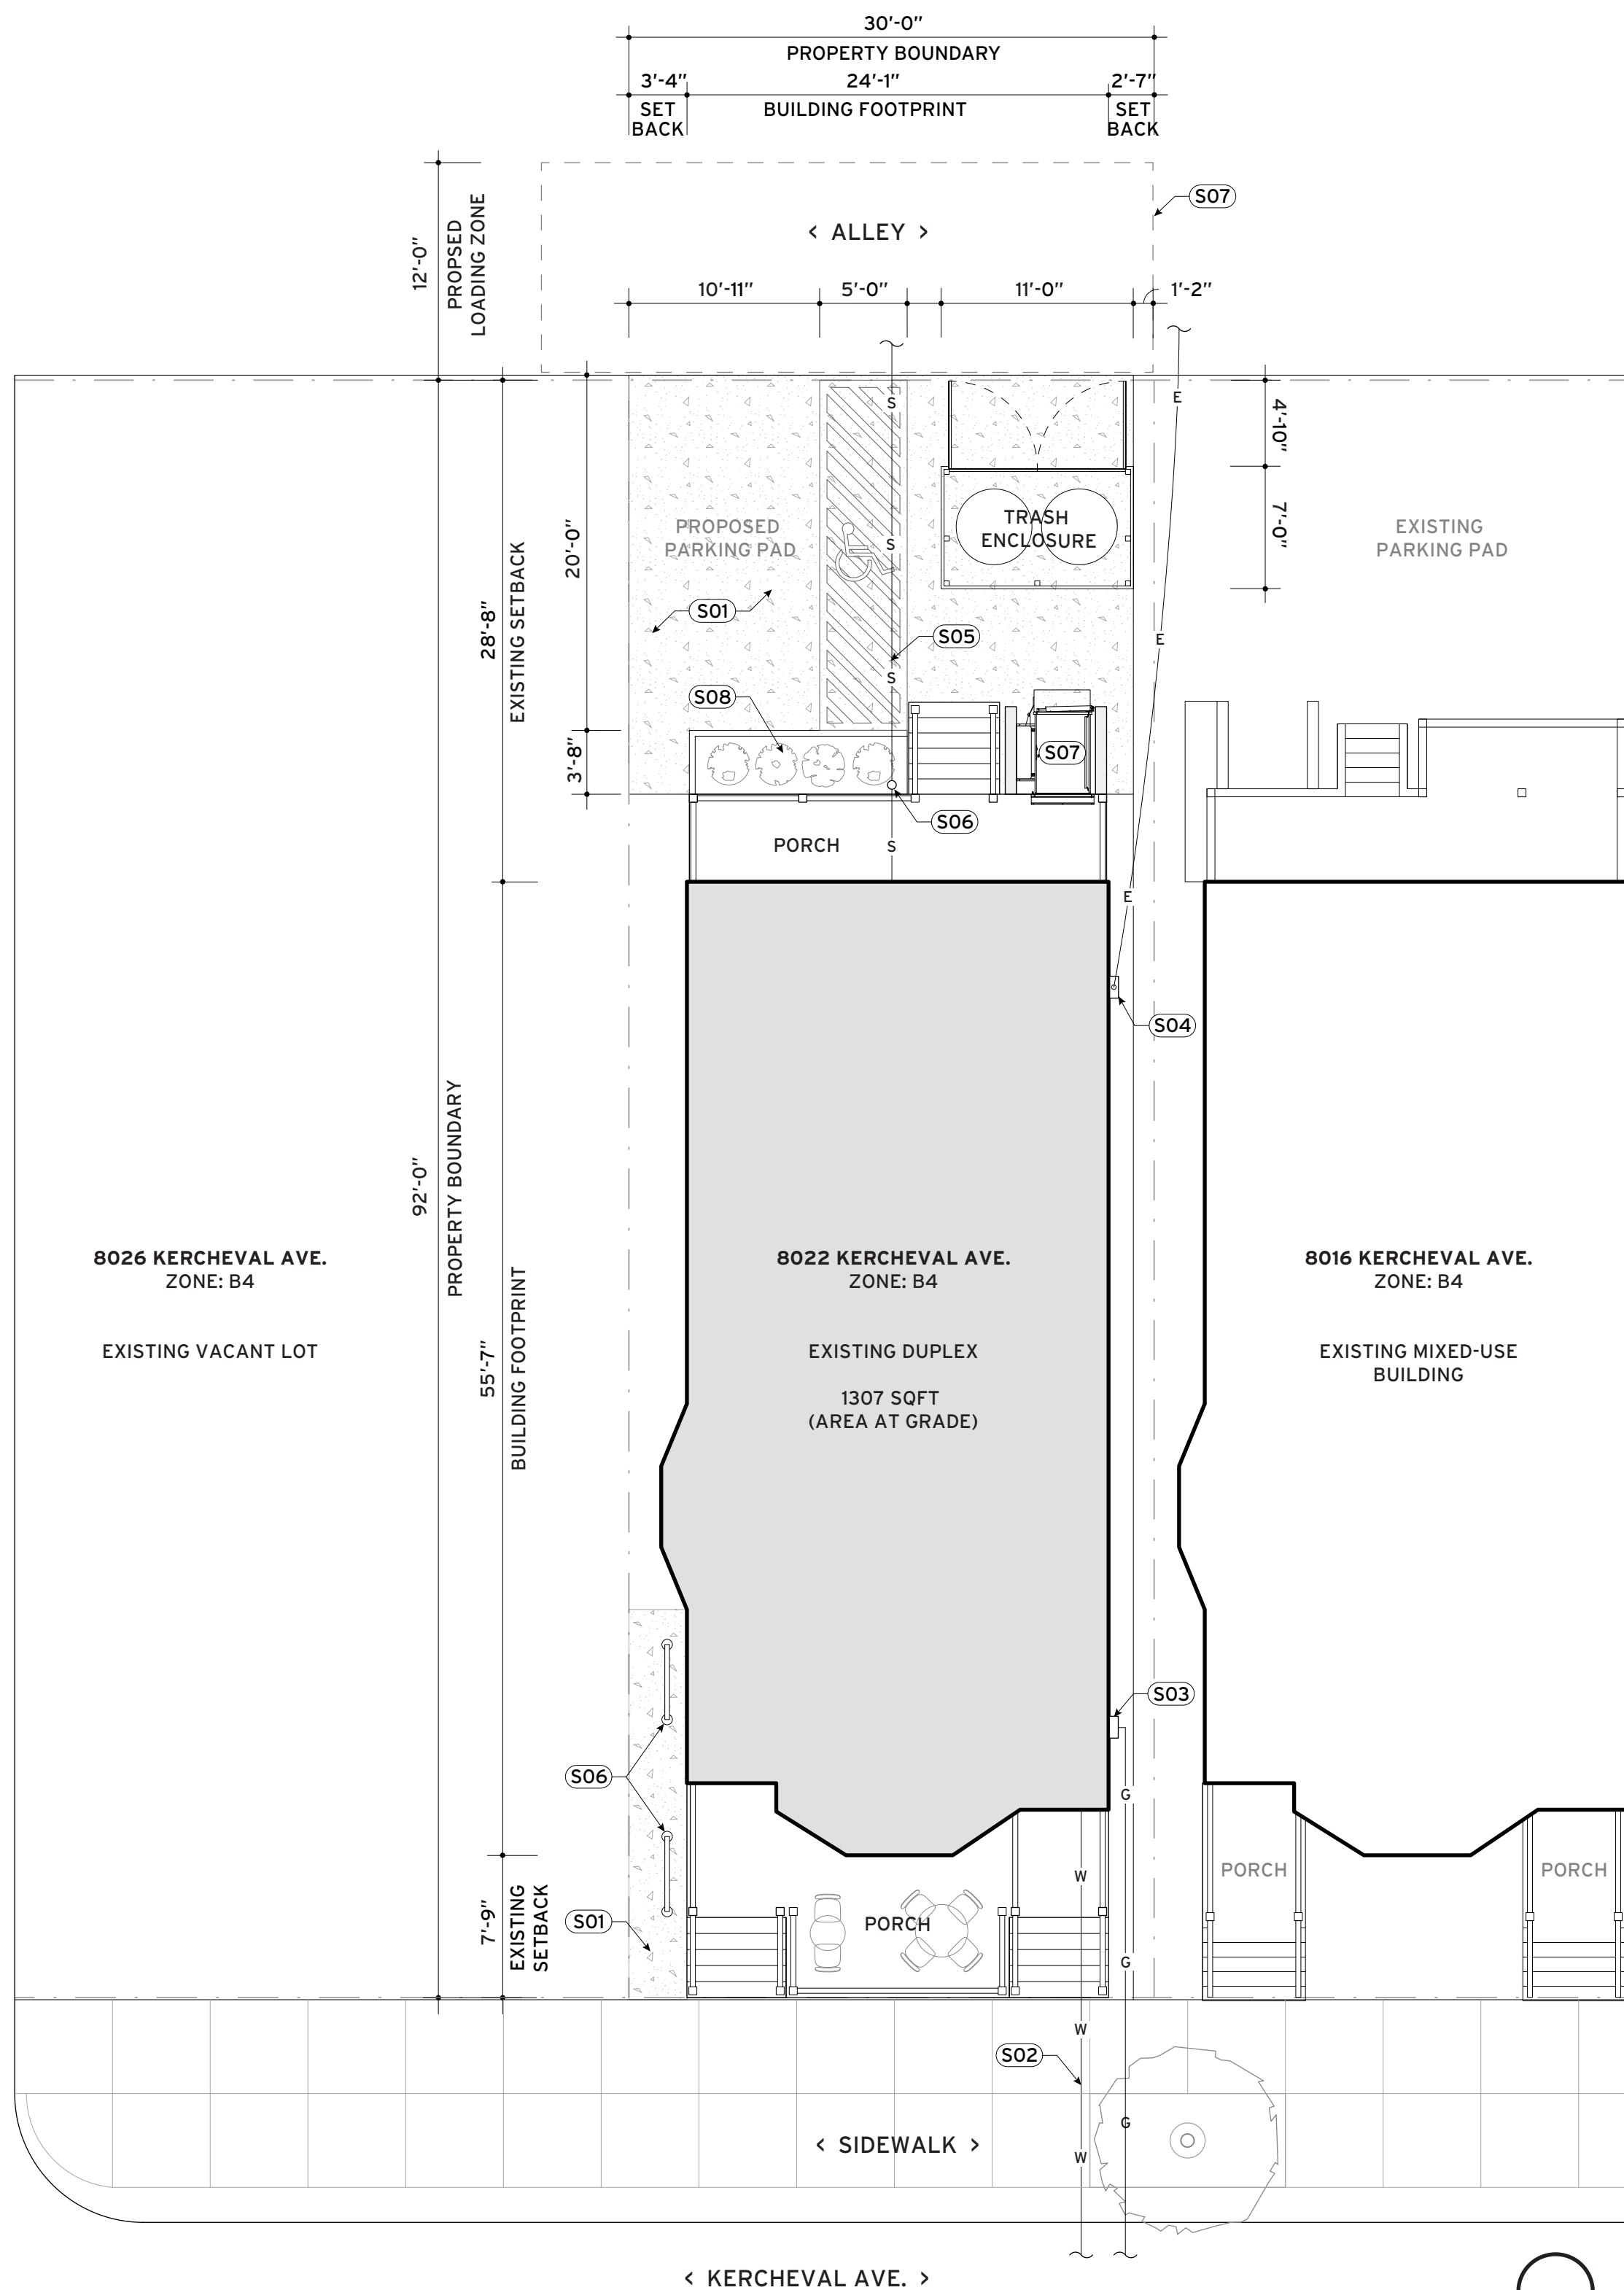 30'-0"
PROPERTY BOUNDARY
3'-4" 24'-1" 2'-7"
SET BUILDING FOOTPRINT SET
BACK BACK
S07
< ALLEY >
12'-0"
PROPSED
LOADING ZONE
10'-11" 5'-0" 11'-0" 1'-2"
S
E
4'-10"
7'-0"
PROPOSED
PARKING PAD
TRASH
ENCLOSURE
EXISTING
PARKING PAD
S
20'-0"
28'-8"
EXISTING SETBACK
S01
S05
E
S
S08
S07
3'-8"
S06
PORCH
S
E
S04
92'-0"
PROPERTY BOUNDARY
8026 KERCHEVAL AVE.
ZONE: B4
EXISTING VACANT LOT
55'-7"
BUILDING FOOTPRINT
8022 KERCHEVAL AVE.
ZONE: B4
EXISTING DUPLEX
1307 SQFT
(AREA AT GRADE)
8016 KERCHEVAL AVE.
ZONE: B4
EXISTING MIXED-USE
BUILDING
S03
S06
G
W
PORCH
PORCH
7'-9"
EXISTING
SETBACK
S01
PORCH
G
W
S02
G
< SIDEWALK >
W
< KERCHEVAL AVE. >